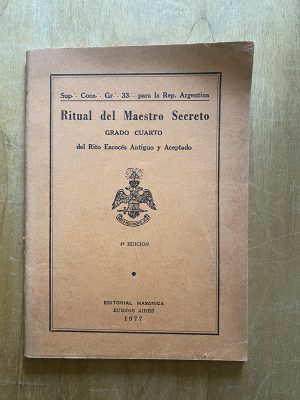 Sup∴ Cons∴ Gr∴ 33∴ para la Rep. Argentina
Ritual del Maestro Secreto
GRADO CUARTO
del Rito Escocés Antiguo y Aceptado
4ª EDICION
EDITORIAL MASONICA
BUENOS AIRES
1977